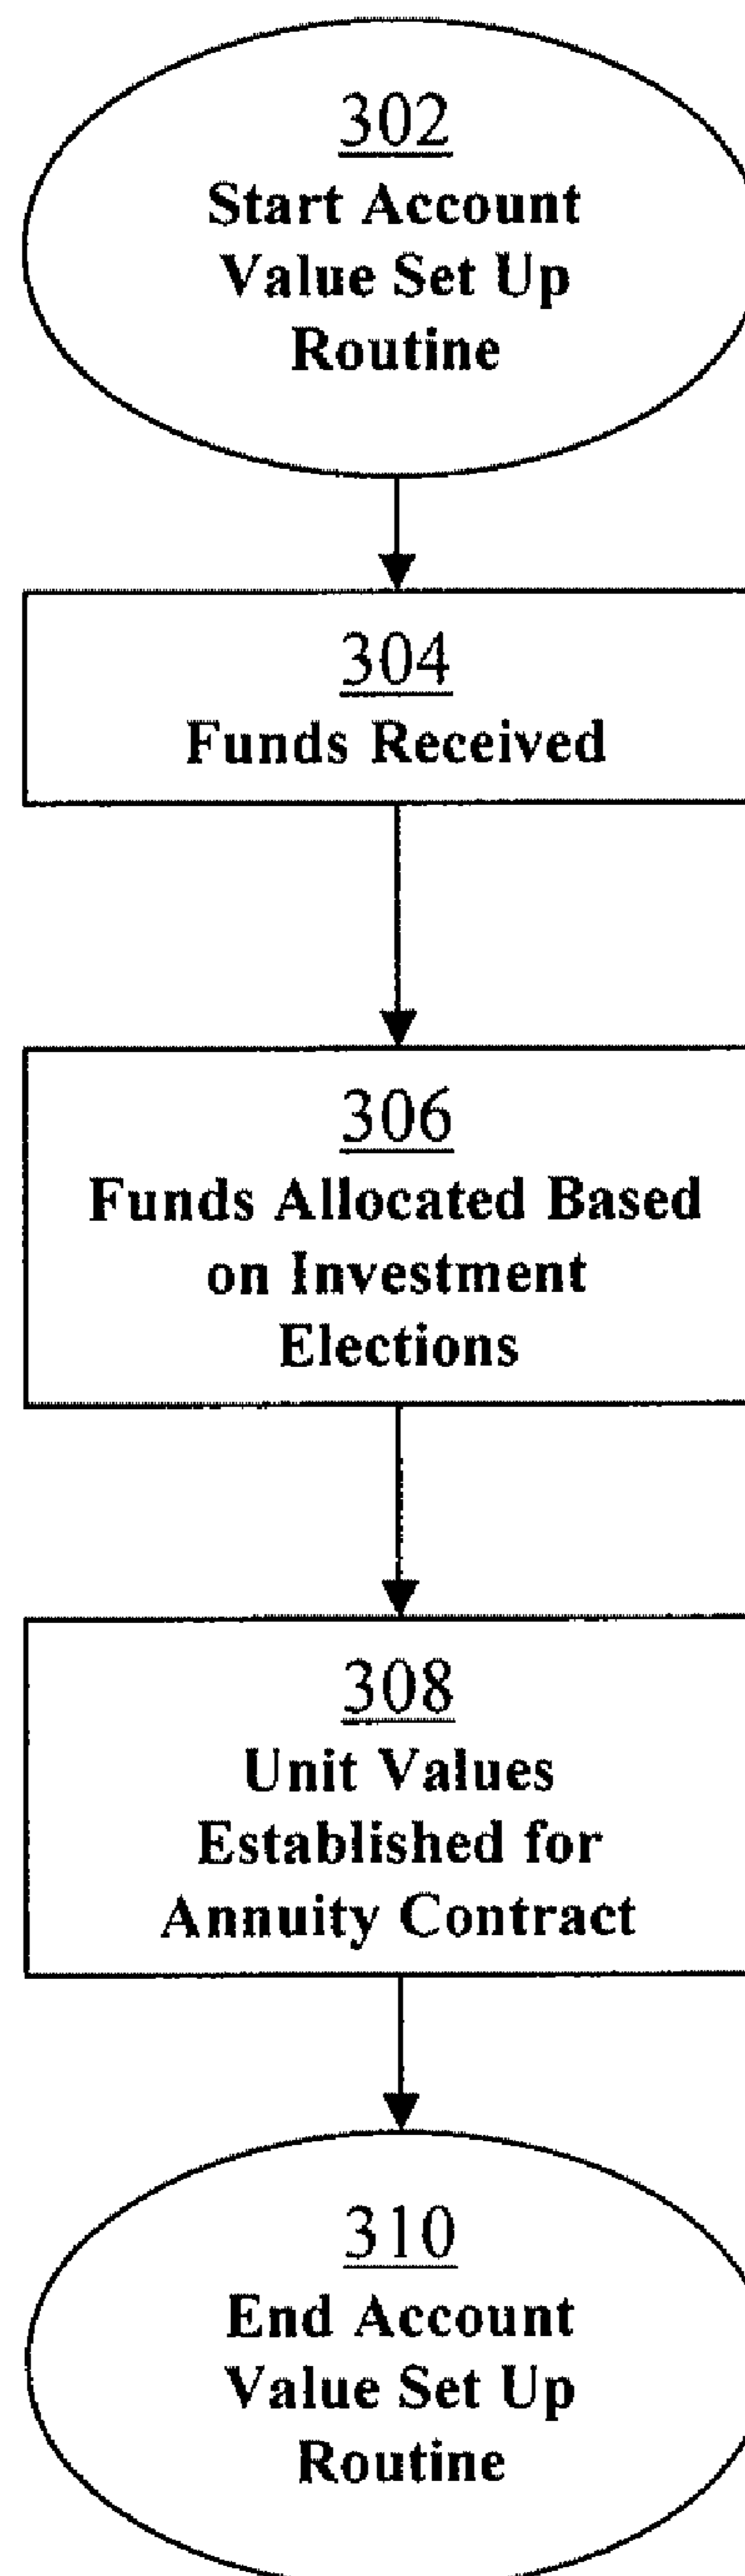 302
Start Account
Value Set Up
Routine
304
Funds Received
306
Funds Allocated Based
on Investment
Elections
308
Unit Values
Established for
Annuity Contract
310
End Account
Value Set Up
Routine